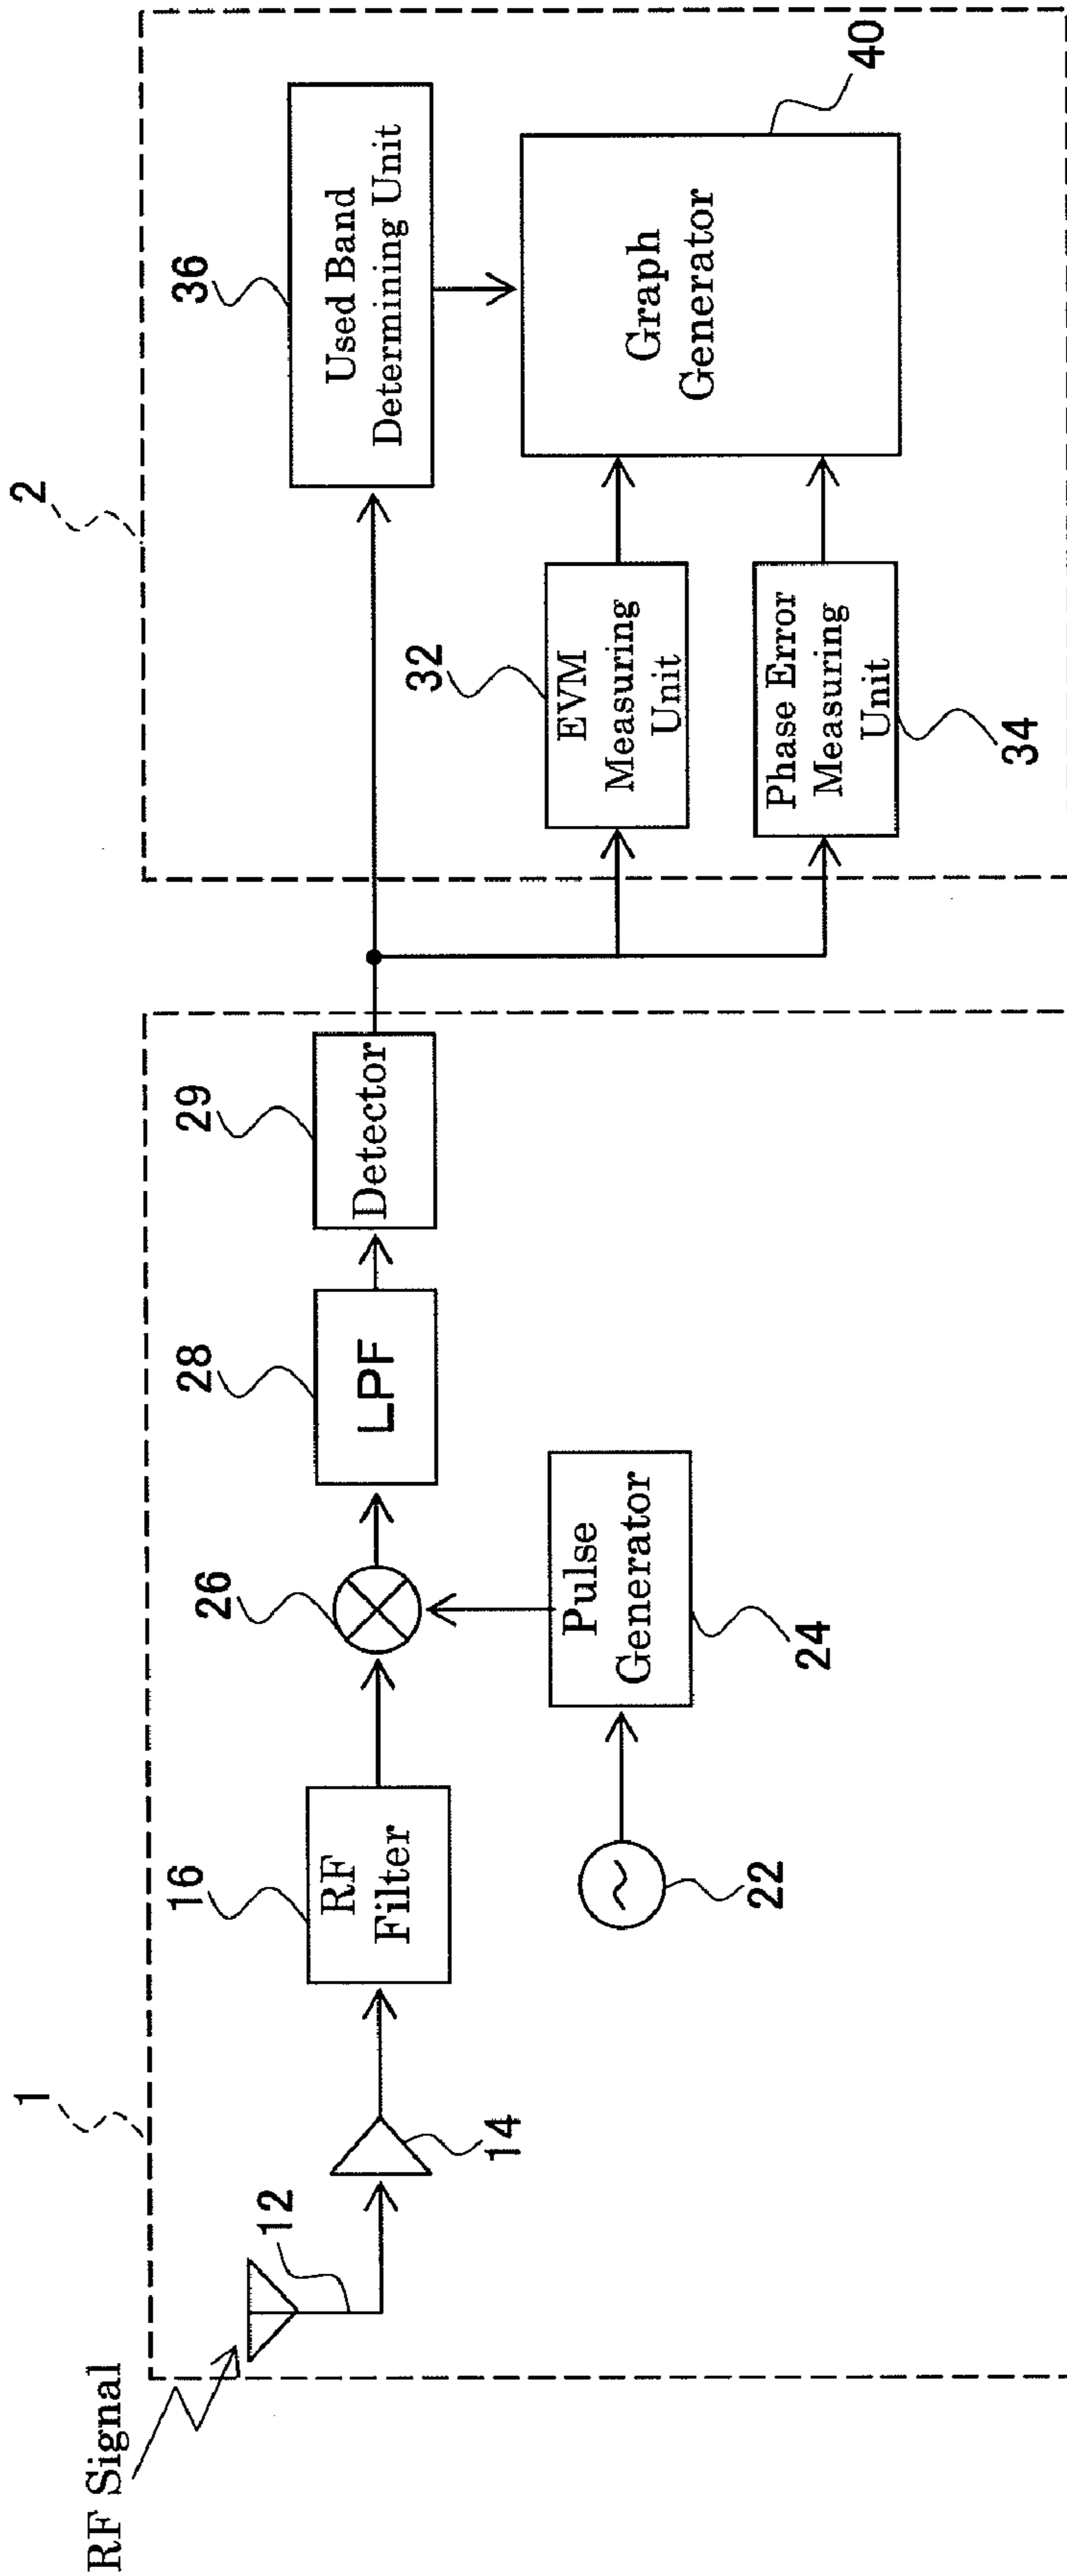 RF Signal
1
12
14
16
RF
Filter
22
24
Pulse
Generator
26
28
LPF
29
Detector
2
36
Used Band
Determining Unit
32
EVM
Measuring
Unit
34
Phase Error
Measuring
Unit
40
Graph
Generator